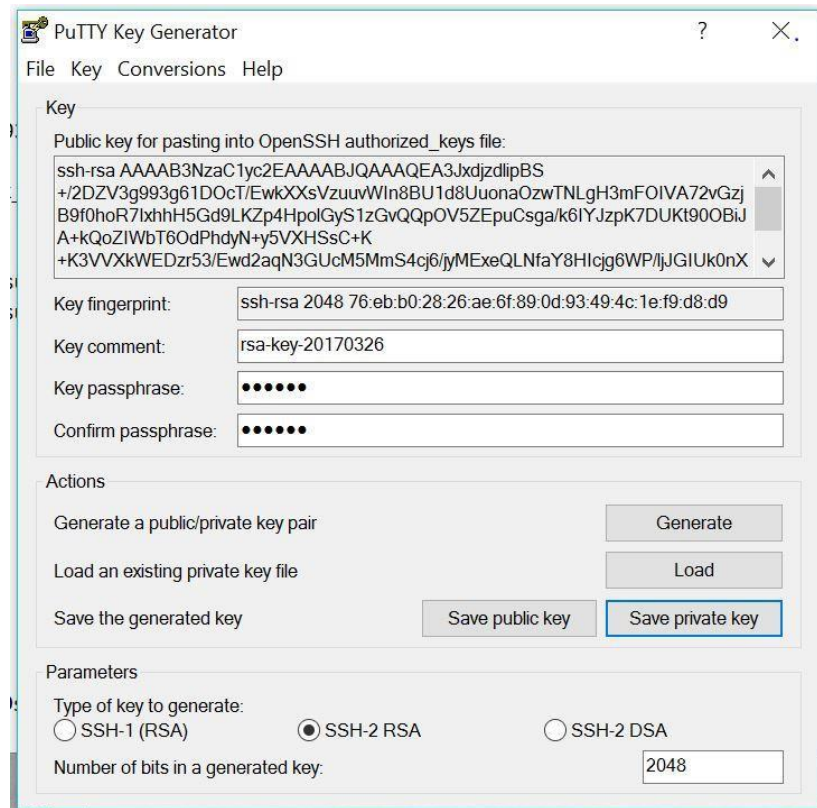 PuTTY Key Generator
File Key Conversions Help
Key
Public key for pasting into OpenSSH authorized_keys file:
ssh-rsa AAAAB3NzaC1yc2EAAAABJQAAAQEA3JxdjzdlipBS
+/2DZV3g993g61DOcT/EwkXXsVzuuvWIn8BU1d8UuonaOzwTNLgH3mFOIVA72vGzj
B9f0hoR7IxhhH5Gd9LKZp4HpolGyS1zGvQQpOV5ZEpuCsga/k6IYJzpK7DUKt90OBiJ
A+kQoZIWbT6OdPhdyN+y5VXHSsC+K
+K3VVXkWEDzr53/Ewd2aqN3GUcM5MmS4cj6/jyMExeQLNfaY8HIcjg6WP/ljJGIUk0nX
Key fingerprint: ssh-rsa 2048 76:eb:b0:28:26:ae:6f:89:0d:93:49:4c:1e:f9:d8:d9
Key comment: rsa-key-20170326
Key passphrase: ●●●●●●
Confirm passphrase: ●●●●●●
Actions
Generate a public/private key pair Generate
Load an existing private key file Load
Save the generated key Save public key Save private key
Parameters
Type of key to generate:
SSH-1 (RSA) SSH-2 RSA SSH-2 DSA
Number of bits in a generated key: 2048